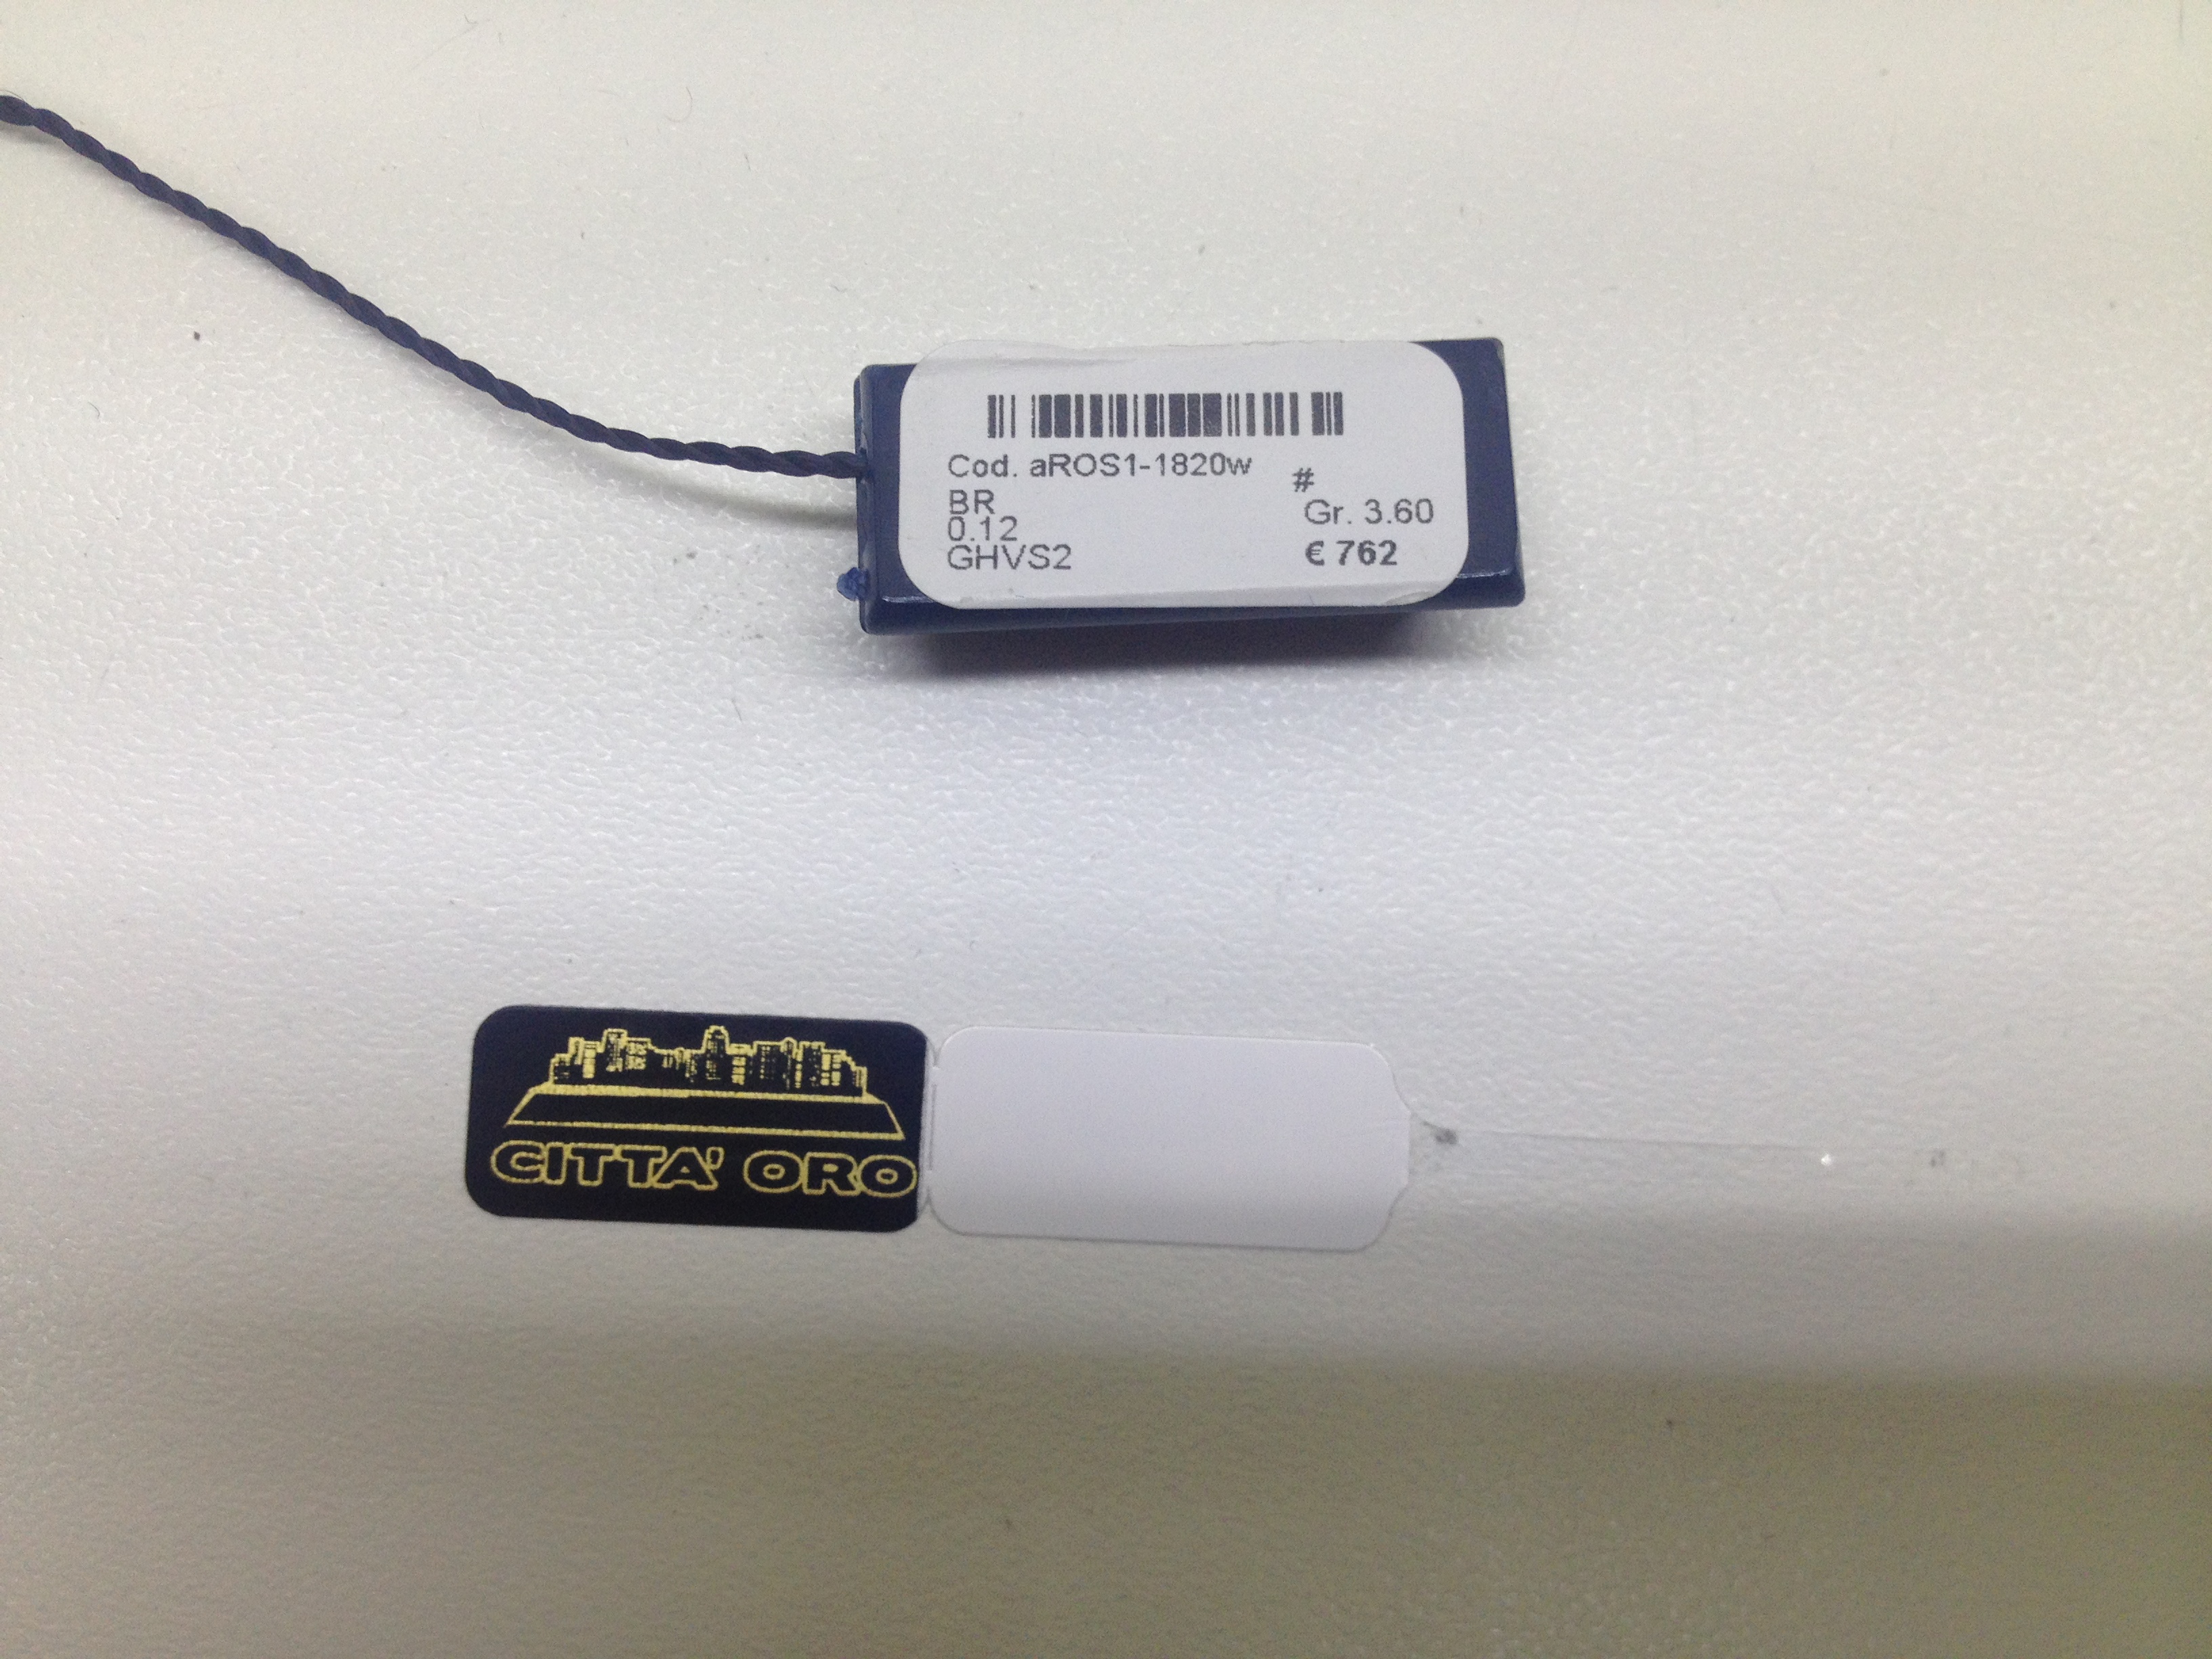 Cod. aROS1-1820w #
BR
0.12
GHVS2
Gr. 3.60
€ 762
CITTA' ORO